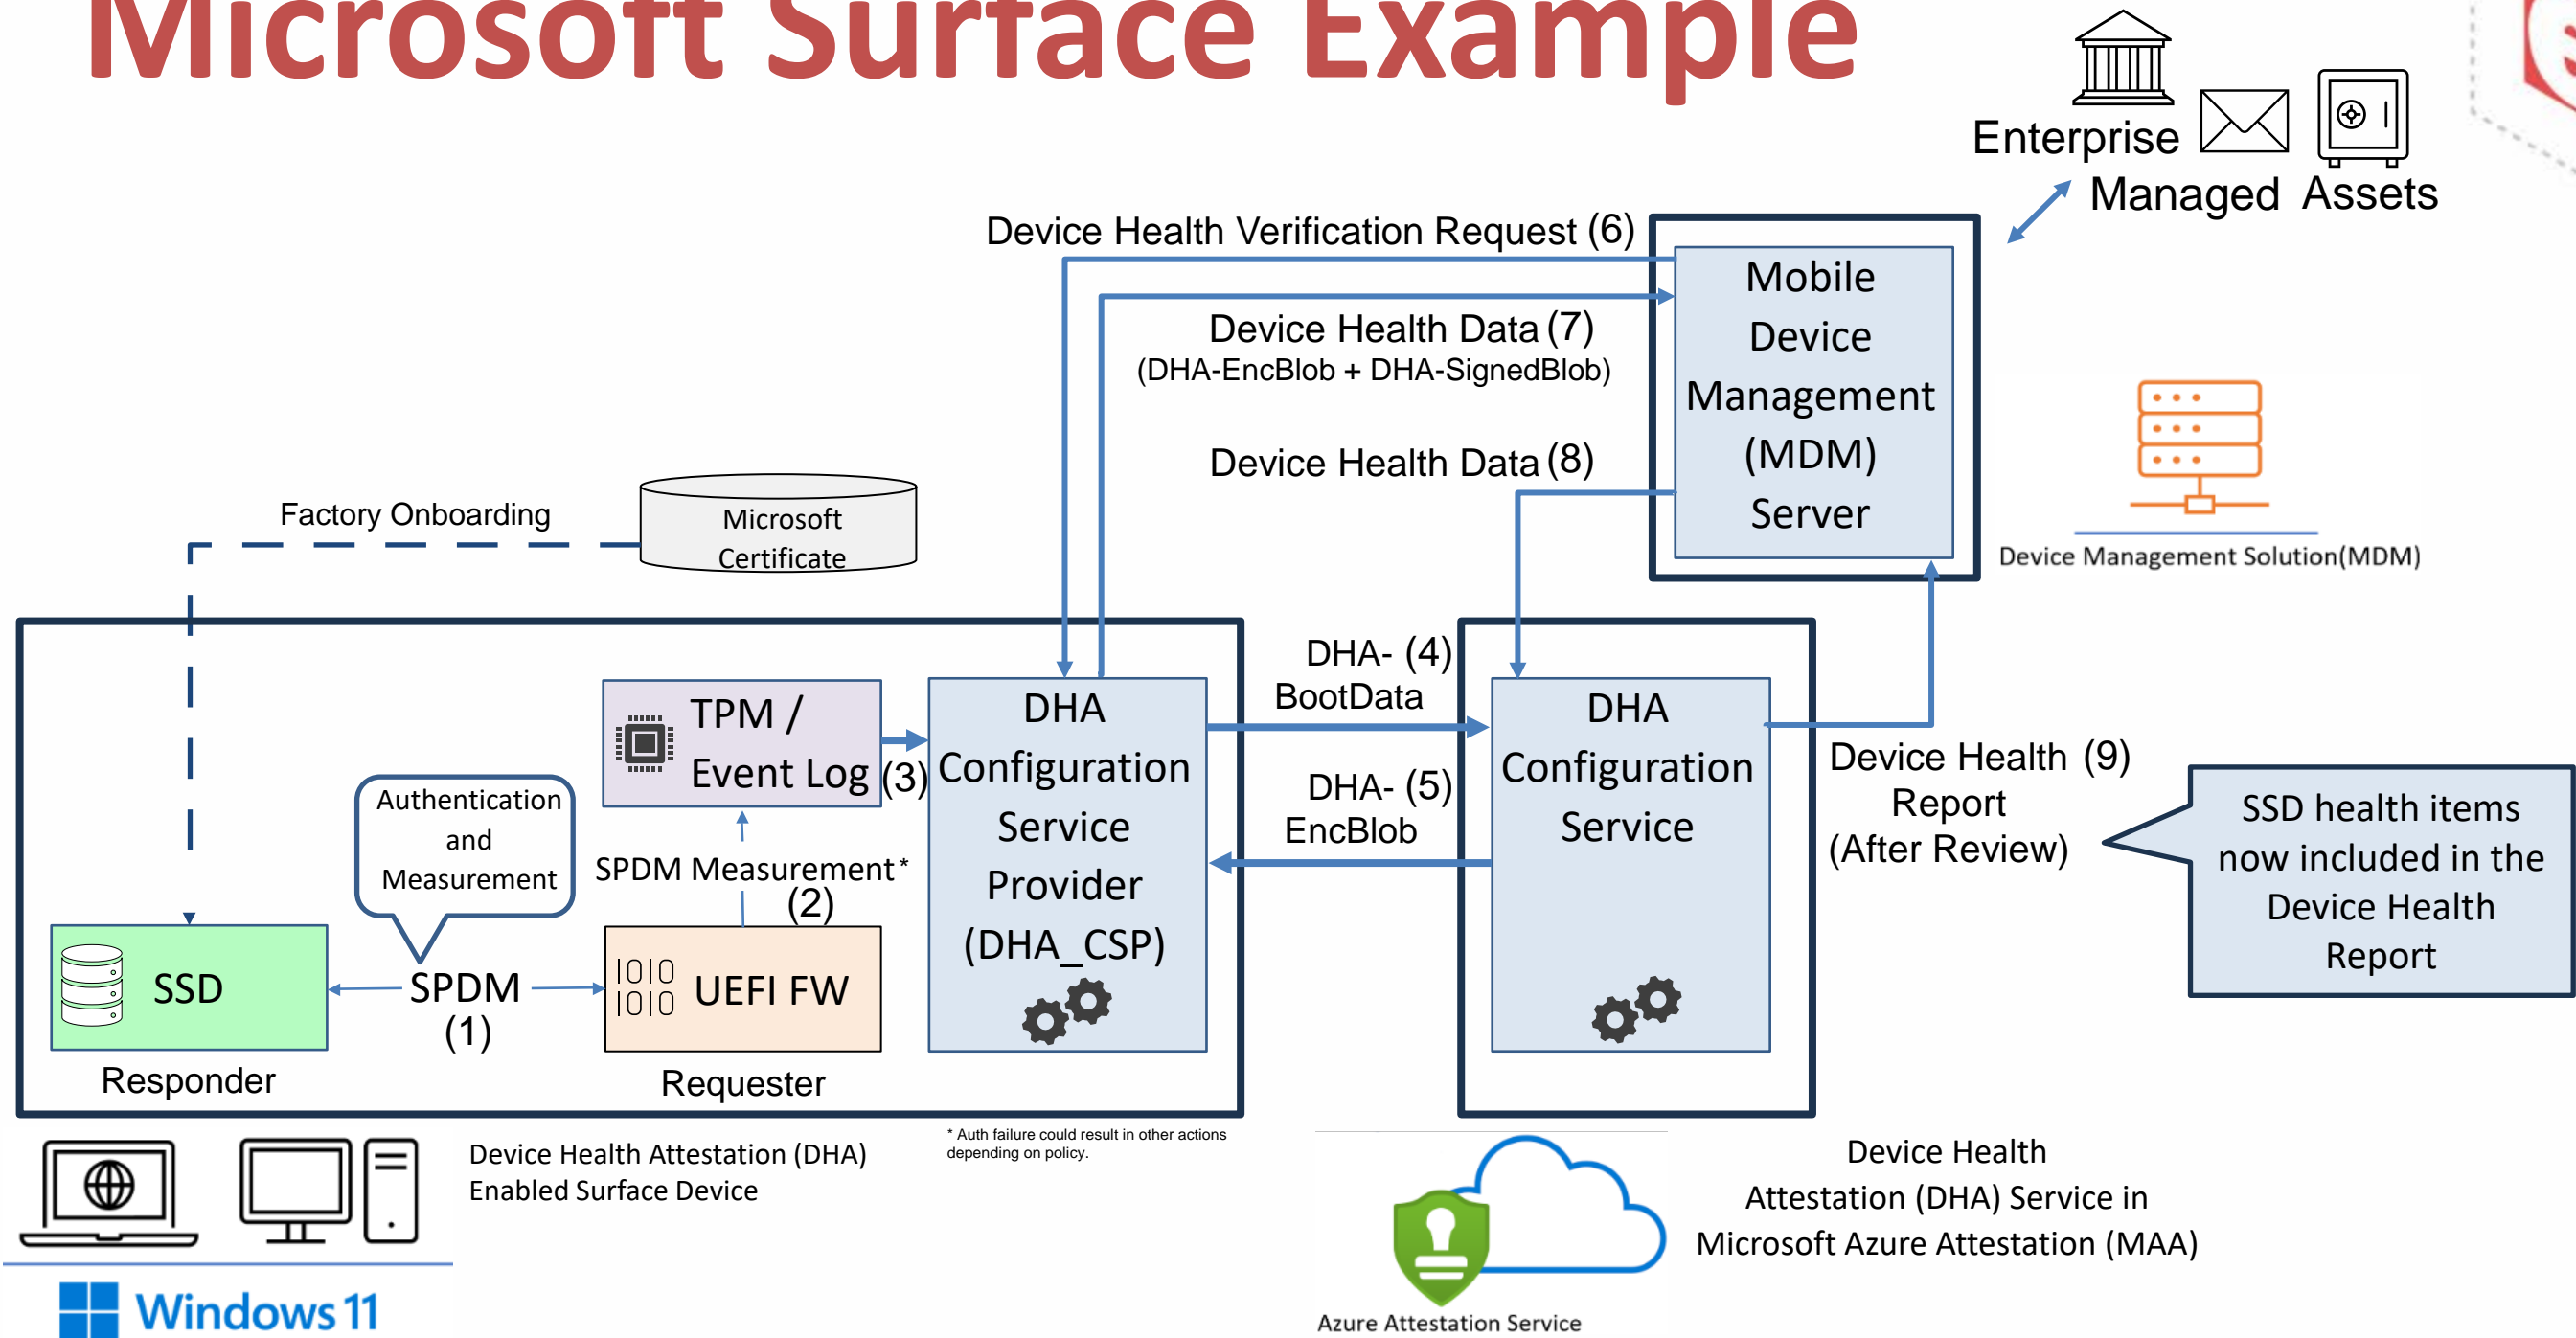 Microsoft Surface Example
Enterprise
Managed Assets
Device Health Verification Request (6)
Mobile
Device
Management
(MDM)
Server
Device Health Data (7)
(DHA-EncBlob + DHA-SignedBlob)
Device Health Data (8)
Device Management Solution(MDM)
Factory Onboarding
Microsoft
Certificate
DHA- (4)
BootData
DHA- (5)
EncBlob
TPM /
Event Log
(3)
DHA
Configuration
Service
Provider
(DHA_CSP)
DHA
Configuration
Service
Device Health (9)
Report
(After Review)
SSD health items
now included in the
Device Health
Report
Authentication
and
Measurement
SPDM Measurement*
(2)
SSD
SPDM
(1)
IOIO
IOIO
UEFI FW
Responder
Requester
* Auth failure could result in other actions
depending on policy.
Device Health Attestation (DHA)
Enabled Surface Device
Device Health
Attestation (DHA) Service in
Microsoft Azure Attestation (MAA)
Windows 11
Azure Attestation Service